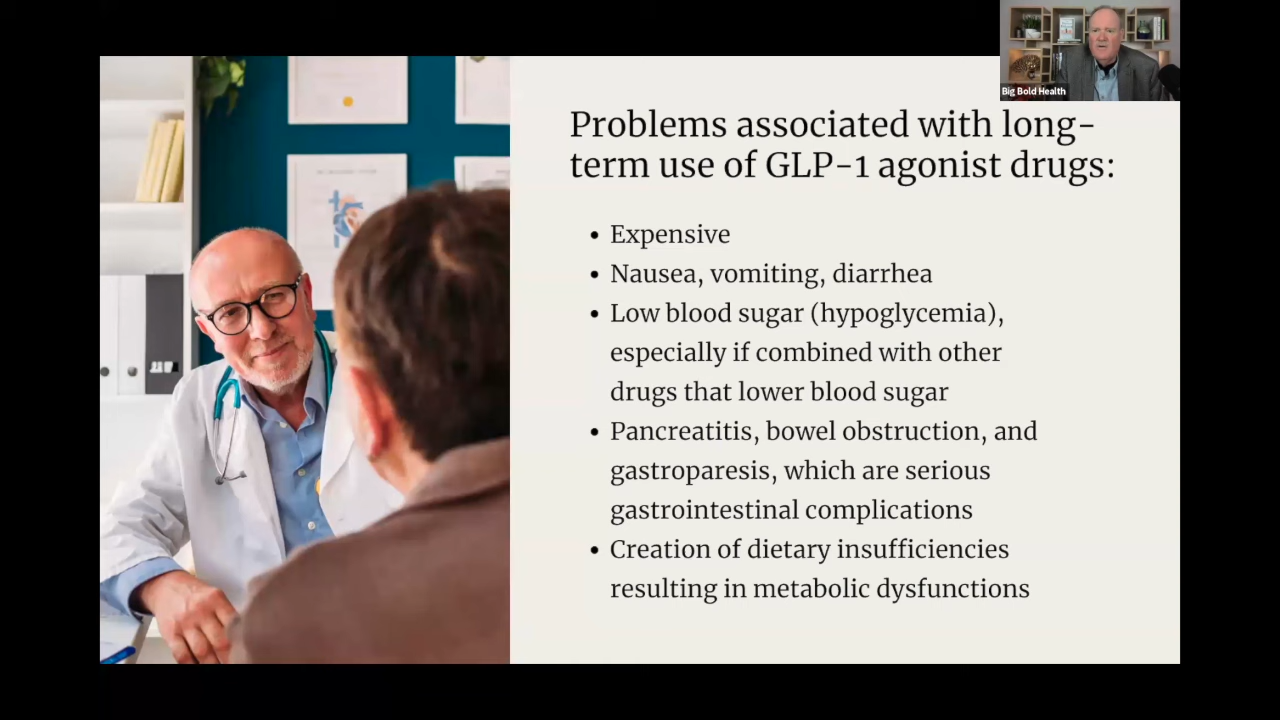 Big Bold Health
Problems associated with long-
term use of GLP-1 agonist drugs:
• Expensive
• Nausea, vomiting, diarrhea
• Low blood sugar (hypoglycemia),
especially if combined with other
drugs that lower blood sugar
• Pancreatitis, bowel obstruction, and
gastroparesis, which are serious
gastrointestinal complications
• Creation of dietary insufficiencies
resulting in metabolic dysfunctions